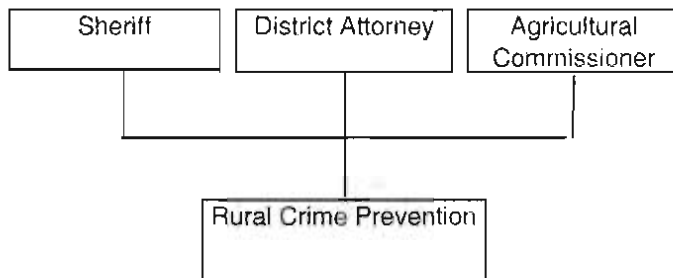 Sheriff
District Attorney
Agricultural
Commissioner
Rural Crime Prevention